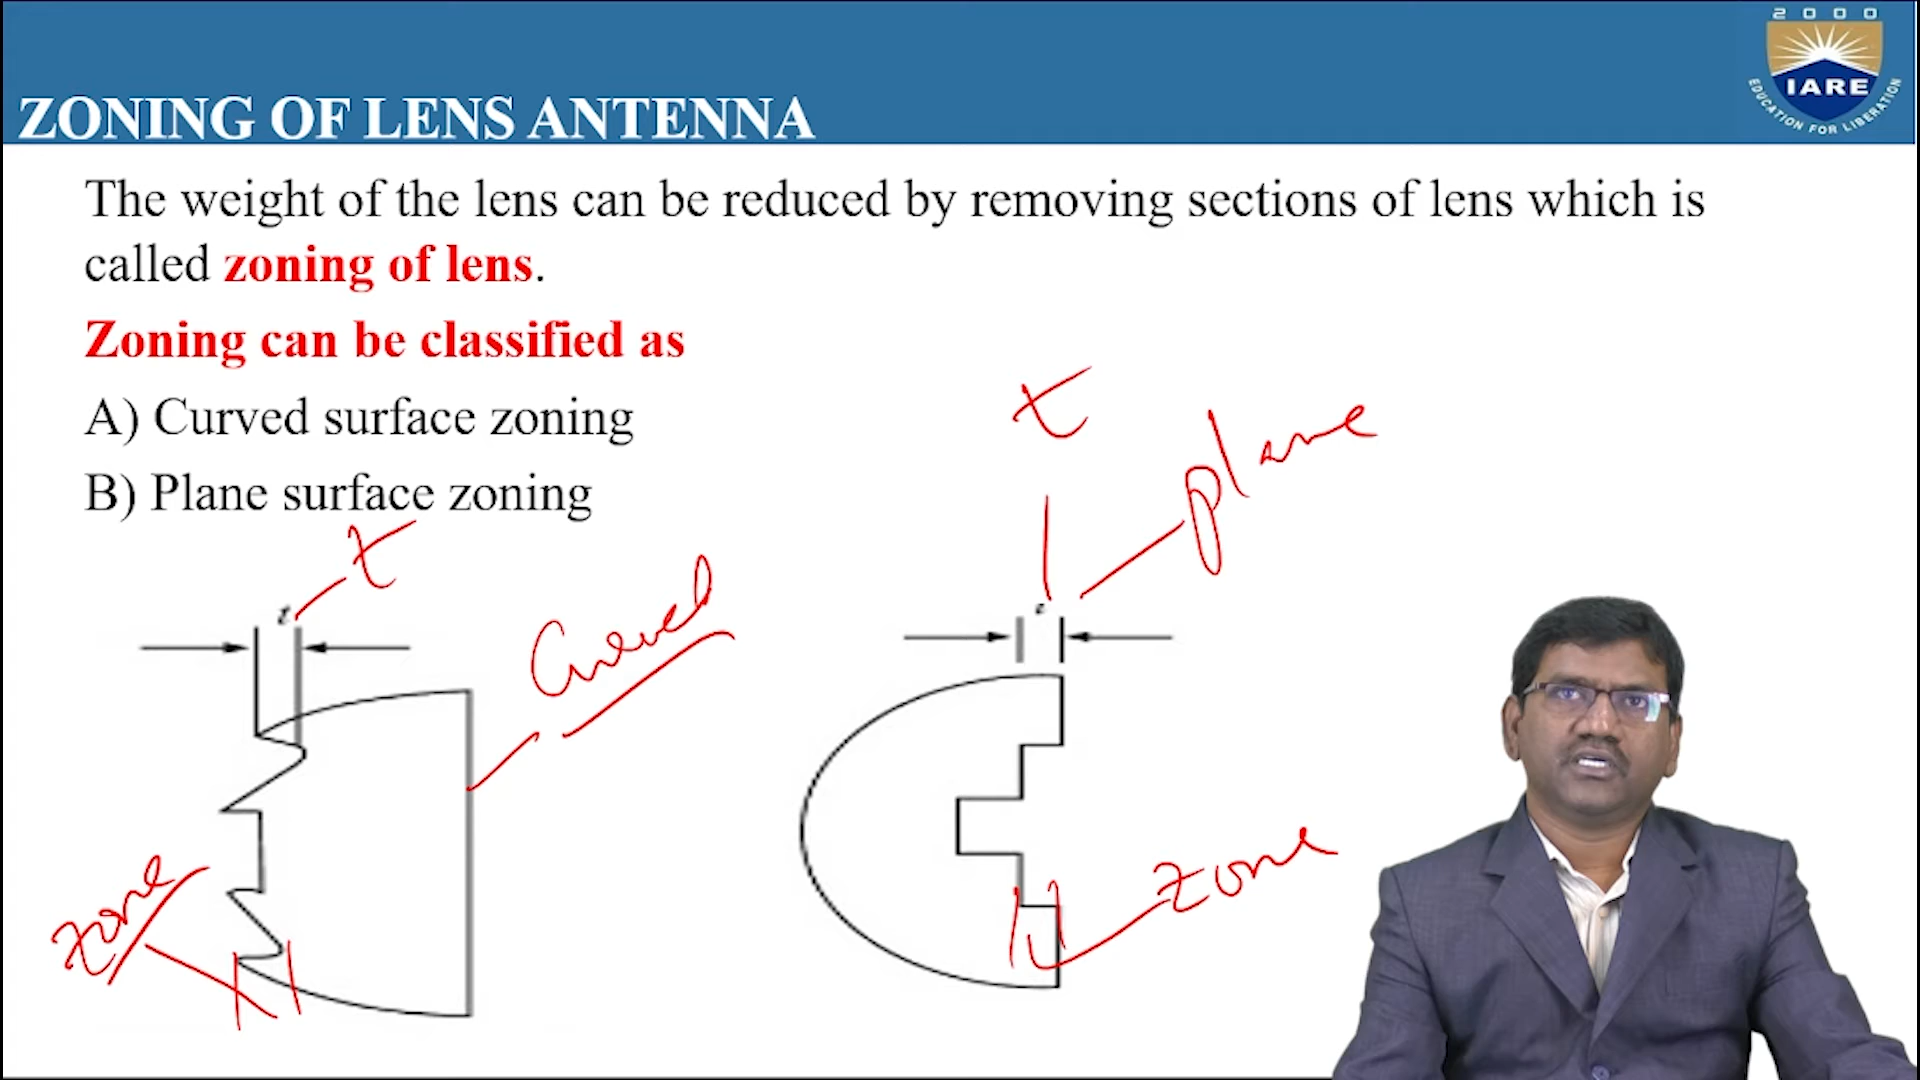 2000
IARE
EDUCATION FOR LIBERATION
ZONING OF LENS ANTENNA
The weight of the lens can be reduced by removing sections of lens which is
called zoning of lens.
Zoning can be classified as
A) Curved surface zoning
B) Plane surface zoning
t
plane
t
Curved
t
zone
zone